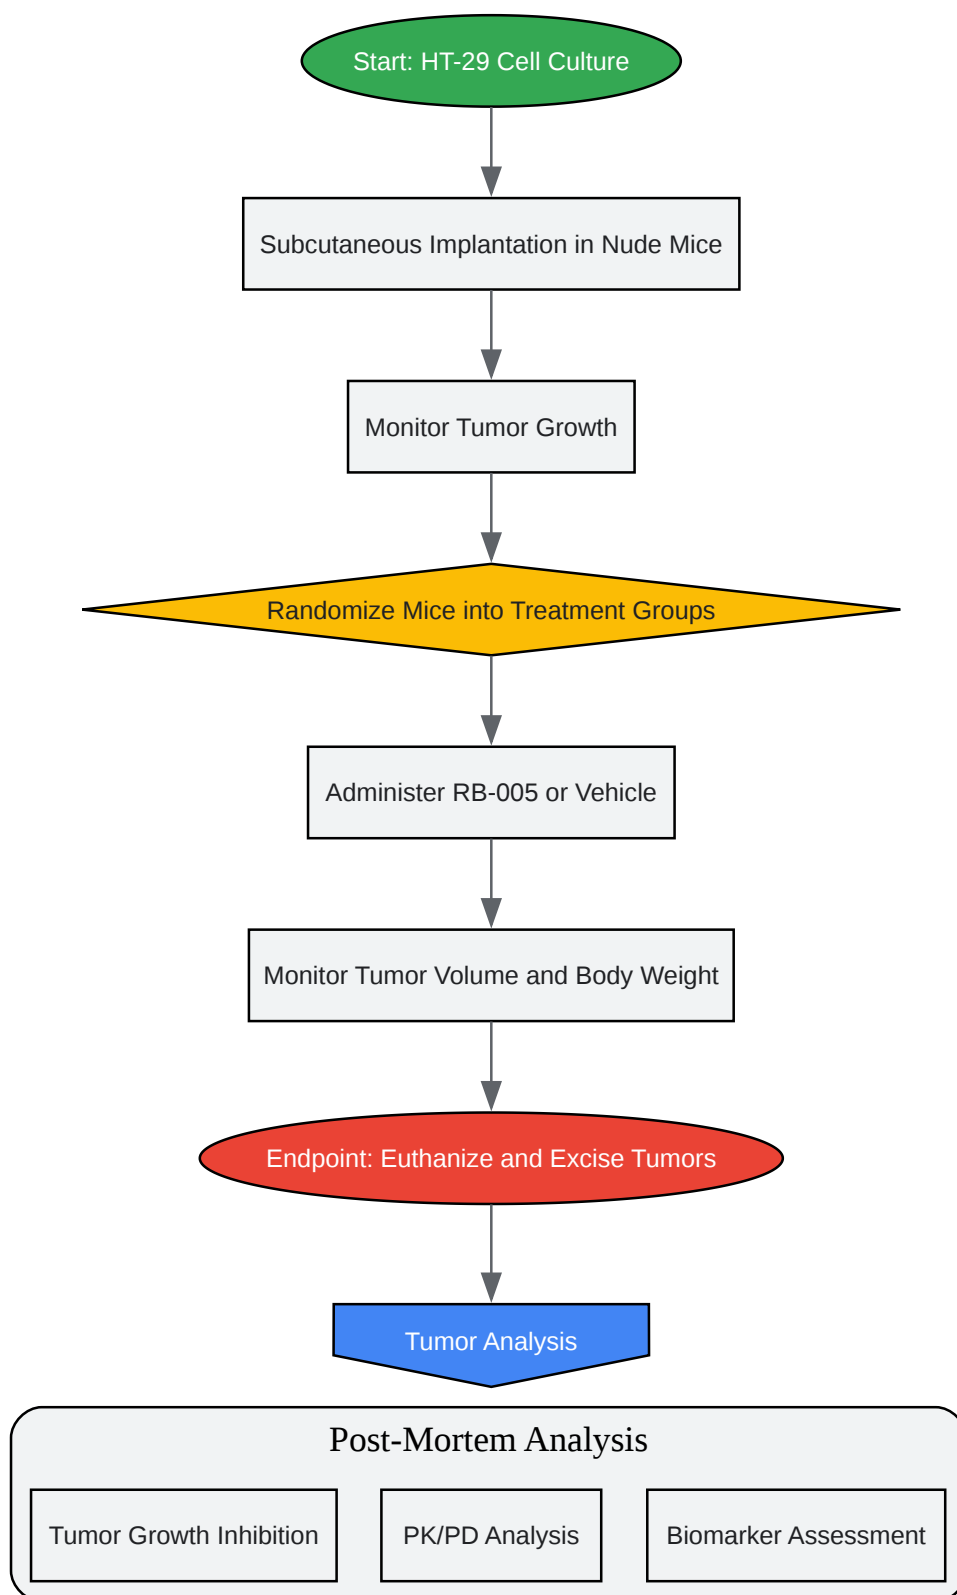 Start: HT-29 Cell Culture
Subcutaneous Implantation in Nude Mice
Monitor Tumor Growth
Randomize Mice into Treatment Groups
Administer RB-005 or Vehicle
Monitor Tumor Volume and Body Weight
Endpoint: Euthanize and Excise Tumors
Tumor Analysis
Post-Mortem Analysis
Tumor Growth Inhibition
PK/PD Analysis
Biomarker Assessment